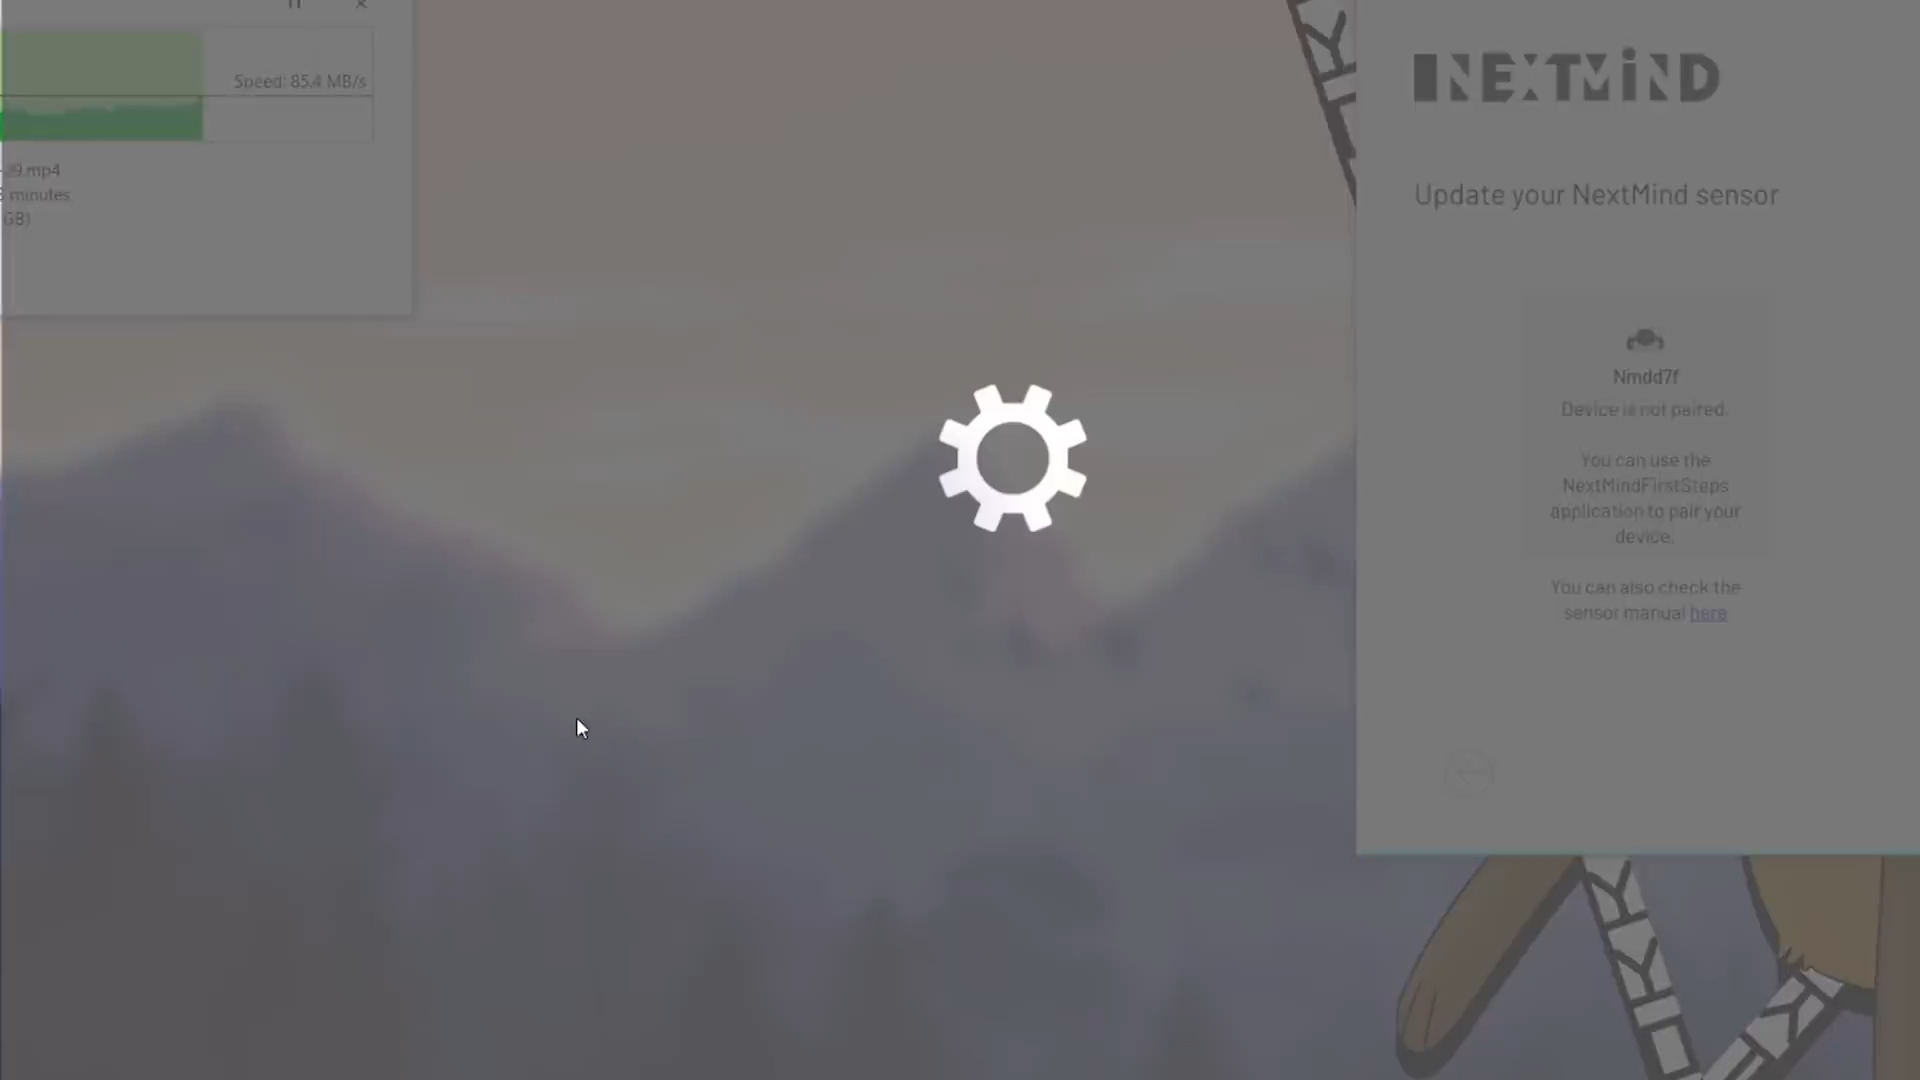 Speed: 85.4 MB/s
9.mp4
minutes
GB)
NEXTMIND
Update your NextMind sensor
Nmdd7f
Device is not paired.
You can use the
NextMindFirstSteps
application to pair your
device.
You can also check the
sensor manual here